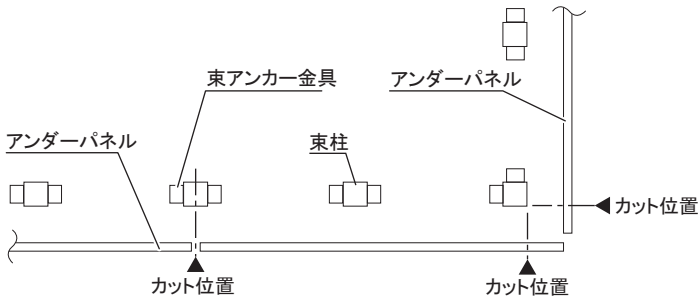 束アンカー金具
アンダーパネル
アンダーパネル
束柱
カット位置
カット位置
カット位置